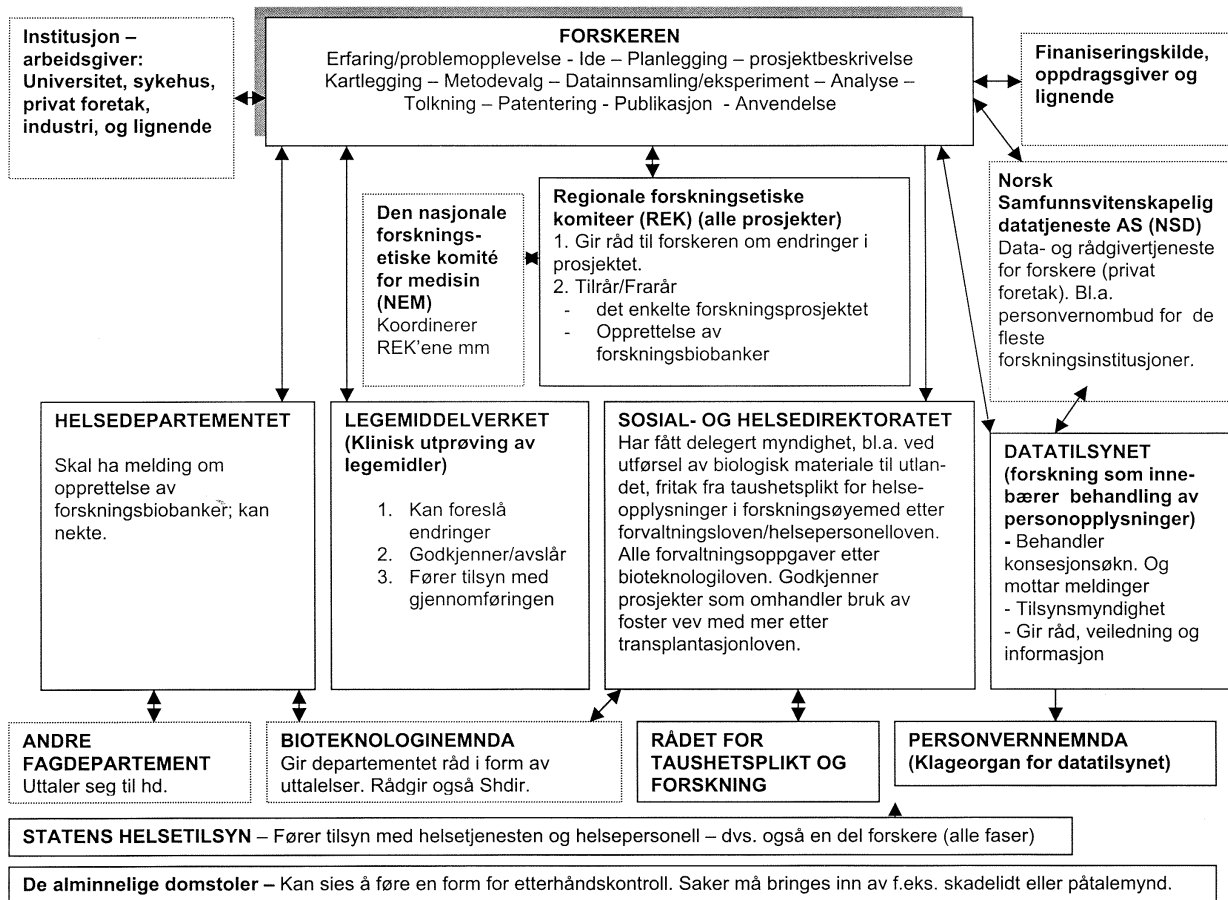 Institusjon –
arbeidsgiver:
Universitet, sykehus,
privat foretak,
industri, og lignende
FORSKEREN
Erfaring/problemopplevelse - Ide – Planlegging – prosjektbeskrivelse
Kartlegging – Metodevalg – Datainnsamling/eksperiment – Analyse –
Tolkning – Patentering - Publikasjon - Anvendelse
Finansieringskilde,
oppdragsgiver og
lignende
Den nasjonale
forsknings-
etiske komité
for medisin
(NEM)
Koordinerer
REK'ene mm
Regionale forskningsetiske
komiteer (REK) (alle prosjekter)
1. Gir råd til forskeren om endringer i
prosjektet.
2. Tilrår/Frarår
- det enkelte forskningsprosjektet
- Opprettelse av
forskningsbiobanker
Norsk
Samfunnsvitenskapelig
datatjeneste AS (NSD)
Data- og rådgivertjeneste
for forskere (privat
foretak). Bl.a.
personvernombud for de
fleste
forskningsinstitusjoner.
HELSEDEPARTEMENTET
Skal ha melding om
opprettelse av
forskningsbiobanker; kan
nekte.
LEGEMIDDELVERKET
(Klinisk utprøving av
legemidler)
1. Kan foreslå
endringer
2. Godkjenner/avslår
3. Fører tilsyn med
gjennomføringen
SOSIAL- OG HELSEDIREKTORATET
Har fått delegert myndighet, bl.a. ved
utførsel av biologisk materiale til utlan-
det, fritak fra taushetsplikt for helse-
opplysninger i forskningsøyemed etter
forvaltningsloven/helsepersonelloven.
Alle forvaltningsoppgaver etter
bioteknologiloven. Godkjenner
prosjekter som omhandler bruk av
foster vev med mer etter
transplantasjonloven.
DATATILSYNET
(forskning som inne-
bærer behandling av
personopplysninger)
- Behandler
konsesjonsøkn. Og
mottar meldinger
- Tilsynsmyndighet
- Gir råd, veiledning og
informasjon
ANDRE
FAGDEPARTEMENT
Uttaler seg til hd.
BIOTEKNOLOGINEMNDA
Gir departementet råd i form av
uttalelser. Rådgir også Shdir.
RÅDET FOR
TAUSHETSPLIKT OG
FORSKNING
PERSONVERNNEMNDA
(Klageorgan for datatilsynet)
STATENS HELSETILSYN – Fører tilsyn med helsetjenesten og helsepersonell – dvs. også en del forskere (alle faser)
De alminnelige domstoler – Kan sies å føre en form for etterhåndskontroll. Saker må bringes inn av f.eks. skadelidt eller påtalemynd.